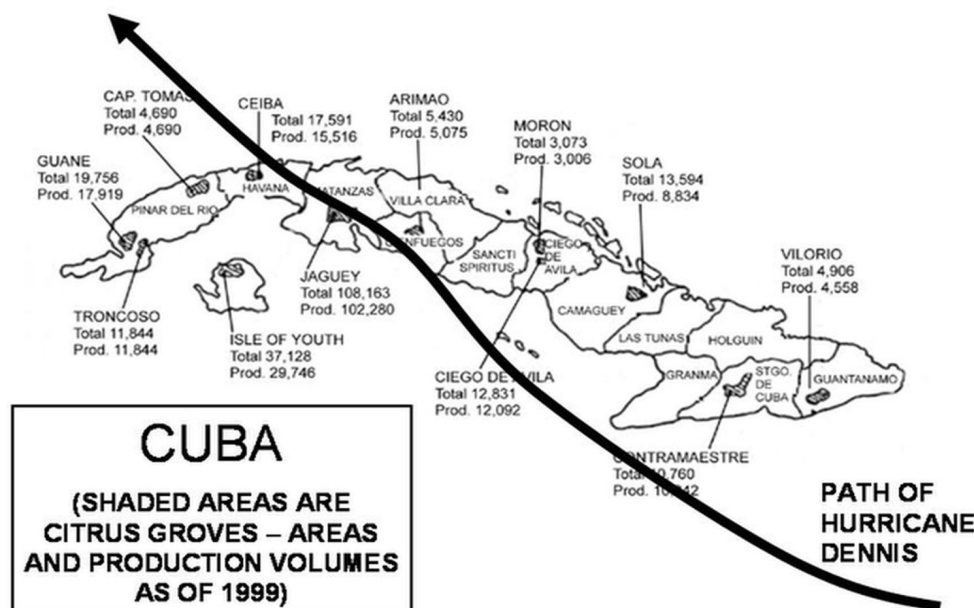 CAP. TOMAS
Total 4,690
Prod. 4,690
CEIBA
Total 17,591
Prod. 15,516
ARIMAO
Total 5,430
Prod. 5,075
MORON
Total 3,073
Prod. 3,006
SOLA
Total 13,594
Prod. 8,834
GUANE
Total 19,756
Prod. 17,919
VILORIO
Total 4,906
Prod. 4,558
PINAR DEL RIO
HAVANA
MATANZAS
VILLA CLARA
CIENFUEGOS
SANCTI
SPIRITUS
CIEGO
DE
AVILA
CAMAGUEY
LAS TUNAS
HOLGUIN
GRANMA
STGO.
DE
CUBA
GUANTANAMO
TRONCOSO
Total 11,844
Prod. 11,844
ISLE OF YOUTH
Total 37,128
Prod. 29,746
JAGUEY
Total 108,163
Prod. 102,280
CIEGO DE AVILA
Total 12,831
Prod. 12,092
CONTRAMAESTRE
Total 10,760
Prod.
CUBA
(SHADED AREAS ARE
CITRUS GROVES – AREAS
AND PRODUCTION VOLUMES
AS OF 1999)
PATH OF
HURRICANE
DENNIS